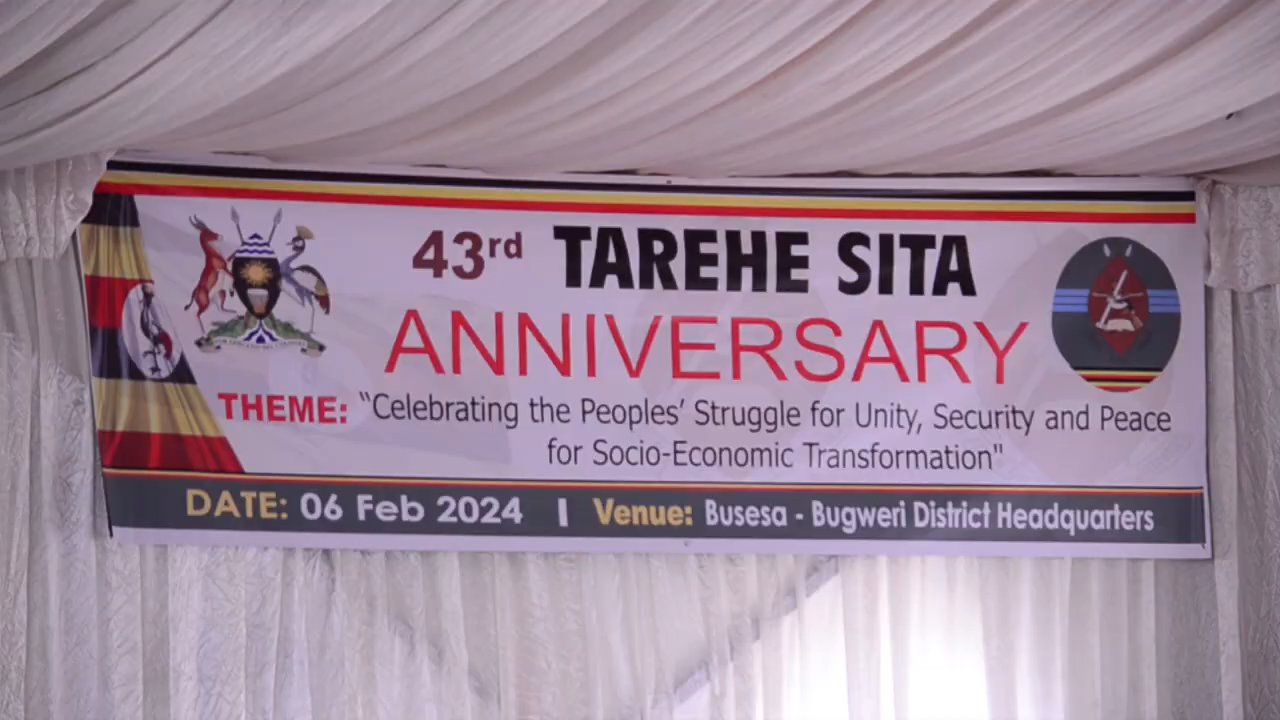 43rd TAREHE SITA
ANNIVERSARY
THEME: “Celebrating the Peoples’ Struggle for Unity, Security and Peace
for Socio-Economic Transformation"
DATE: 06 Feb 2024 | Venue: Busesa - Bugweri District Headquarters